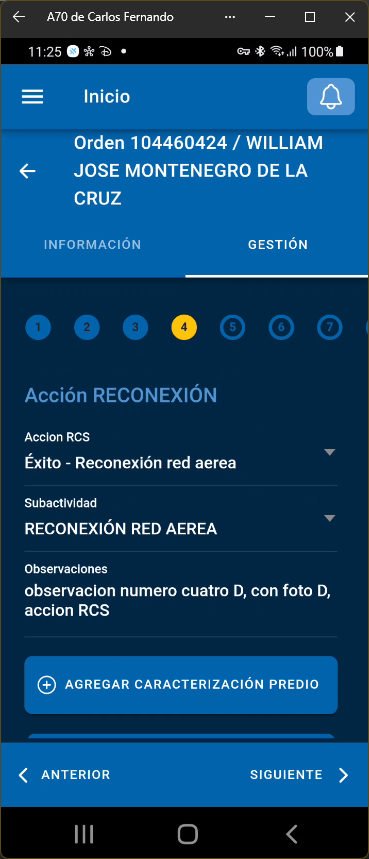 A70 de Carlos Fernando
11:25
100%
Inicio
Orden 104460424 / WILLIAM
JOSE MONTENEGRO DE LA
CRUZ
INFORMACIÓN
GESTIÓN
1 2 3 4 5 6 7
Acción RECONEXIÓN
Accion RCS
Éxito - Reconexión red aerea
Subactividad
RECONEXIÓN RED AEREA
Observaciones
observacion numero cuatro D, con foto D,
accion RCS
AGREGAR CARACTERIZACIÓN PREDIO
ANTERIOR
SIGUIENTE